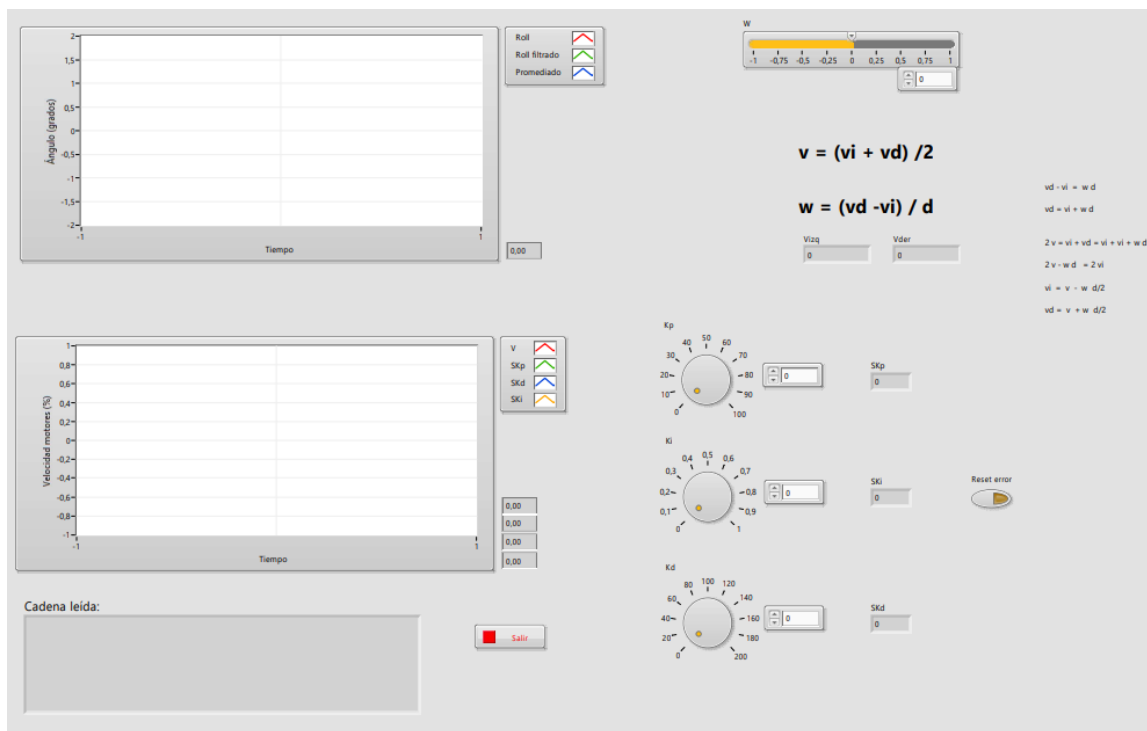 2
1,5
1
0,5
0
-0,5
-1
-1,5
-2
Ángulo (grados)
-1
1
Tiempo
Roll
Roll filtrado
Promediado
0,00
W
-1 -0,75 -0,5 -0,25 0 0,25 0,5 0,75 1
0
v = (vi + vd) /2
w = (vd -vi) / d
Vizq
0
Vder
0
vd - vi = w d
vd = vi + w d
2 v = vi + vd = vi + vi + w d
2 v - w d = 2 vi
vi = v - w d/2
vd = v + w d/2
1
0,8
0,6
0,4
0,2
0
-0,2
-0,4
-0,6
-0,8
-1
Velocidad motores (%)
-1
1
Tiempo
V
SKp
SKd
SKi
0,00
0,00
0,00
0,00
Kp
0 10 20 30 40 50 60 70 80 90 100
0
SKp
0
Ki
0 0,1 0,2 0,3 0,4 0,5 0,6 0,7 0,8 0,9 1
0
SKi
0
Reset error
Kd
0 20 40 60 80 100 120 140 160 180 200
0
SKd
0
Cadena leída:
Salir